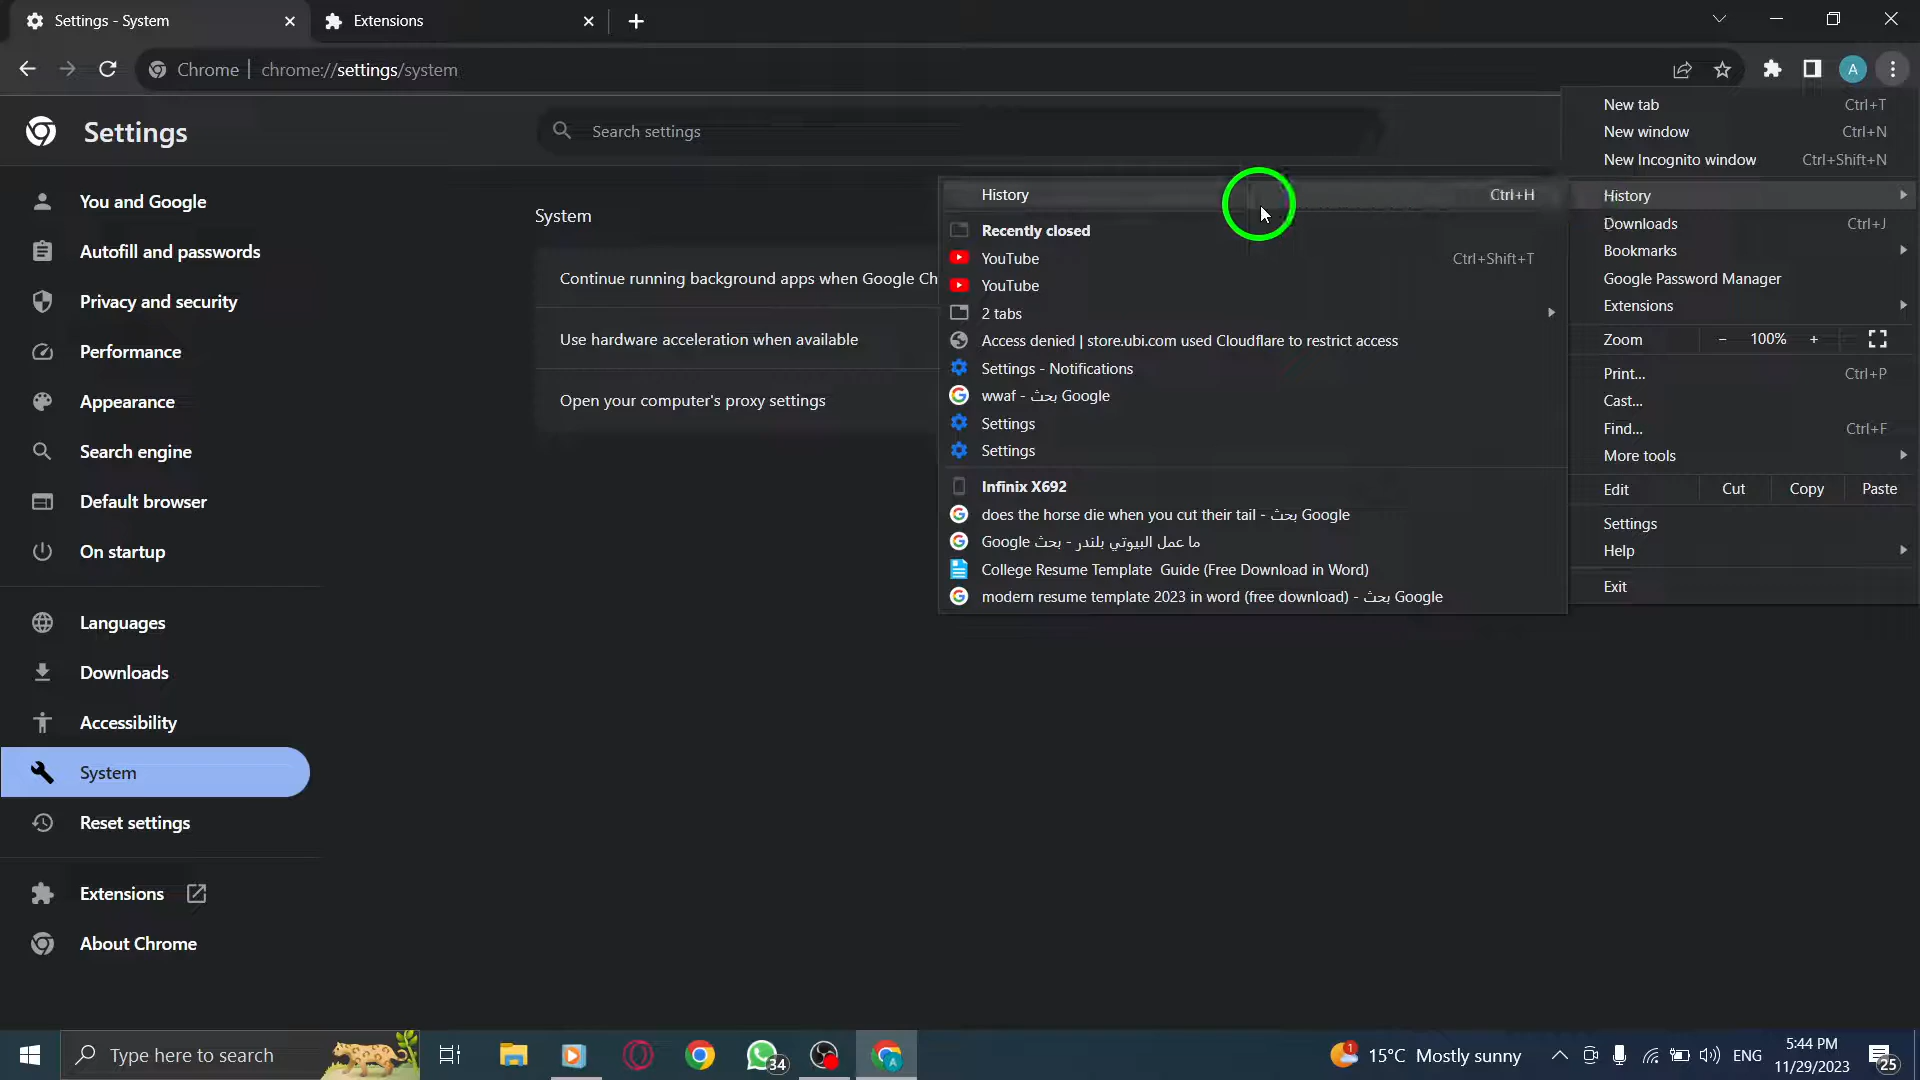 Settings - System
Extensions
Chrome
chrome://settings/system
A
Settings
Search settings
You and Google
Autofill and passwords
Privacy and security
Performance
Appearance
Search engine
Default browser
On startup
Languages
Downloads
Accessibility
System
Reset settings
Extensions
About Chrome
System
Continue running background apps when Google Ch
Use hardware acceleration when available
Open your computer's proxy settings
History Ctrl+H
Recently closed
YouTube Ctrl+Shift+T
YouTube
2 tabs
Access denied | store.ubi.com used Cloudflare to restrict access
Settings - Notifications
wwaf - بحث Google
Settings
Settings
Infinix X692
does the horse die when you cut their tail - بحث Google
ما عمل البيوتي بلندر - بحث Google
College Resume Template Guide (Free Download in Word)
modern resume template 2023 in word (free download) - بحث Google
New tab Ctrl+T
New window Ctrl+N
New Incognito window Ctrl+Shift+N
History
Downloads Ctrl+J
Bookmarks
Google Password Manager
Extensions
Zoom - 100% +
Print... Ctrl+P
Cast...
Find... Ctrl+F
More tools
Edit Cut Copy Paste
Settings
Help
Exit
Type here to search
34
A
1
15°C Mostly sunny
ENG
5:44 PM
11/29/2023
25